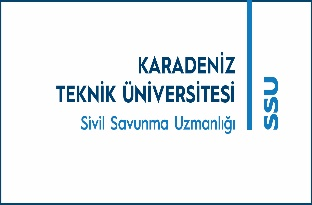 KARADENİZ
TEKNİK ÜNİVERSİTESİ
Sivil Savunma Uzmanlığı
SSU